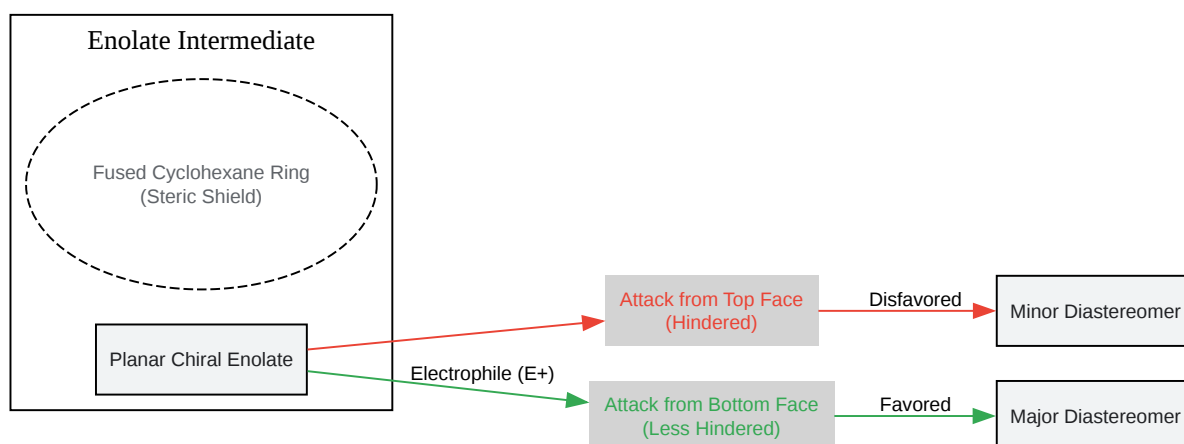 Enolate Intermediate
Fused Cyclohexane Ring
(Steric Shield)
Planar Chiral Enolate
Electrophile (E+)
Attack from Top Face
(Hindered)
Disfavored
Minor Diastereomer
Attack from Bottom Face
(Less Hindered)
Favored
Major Diastereomer